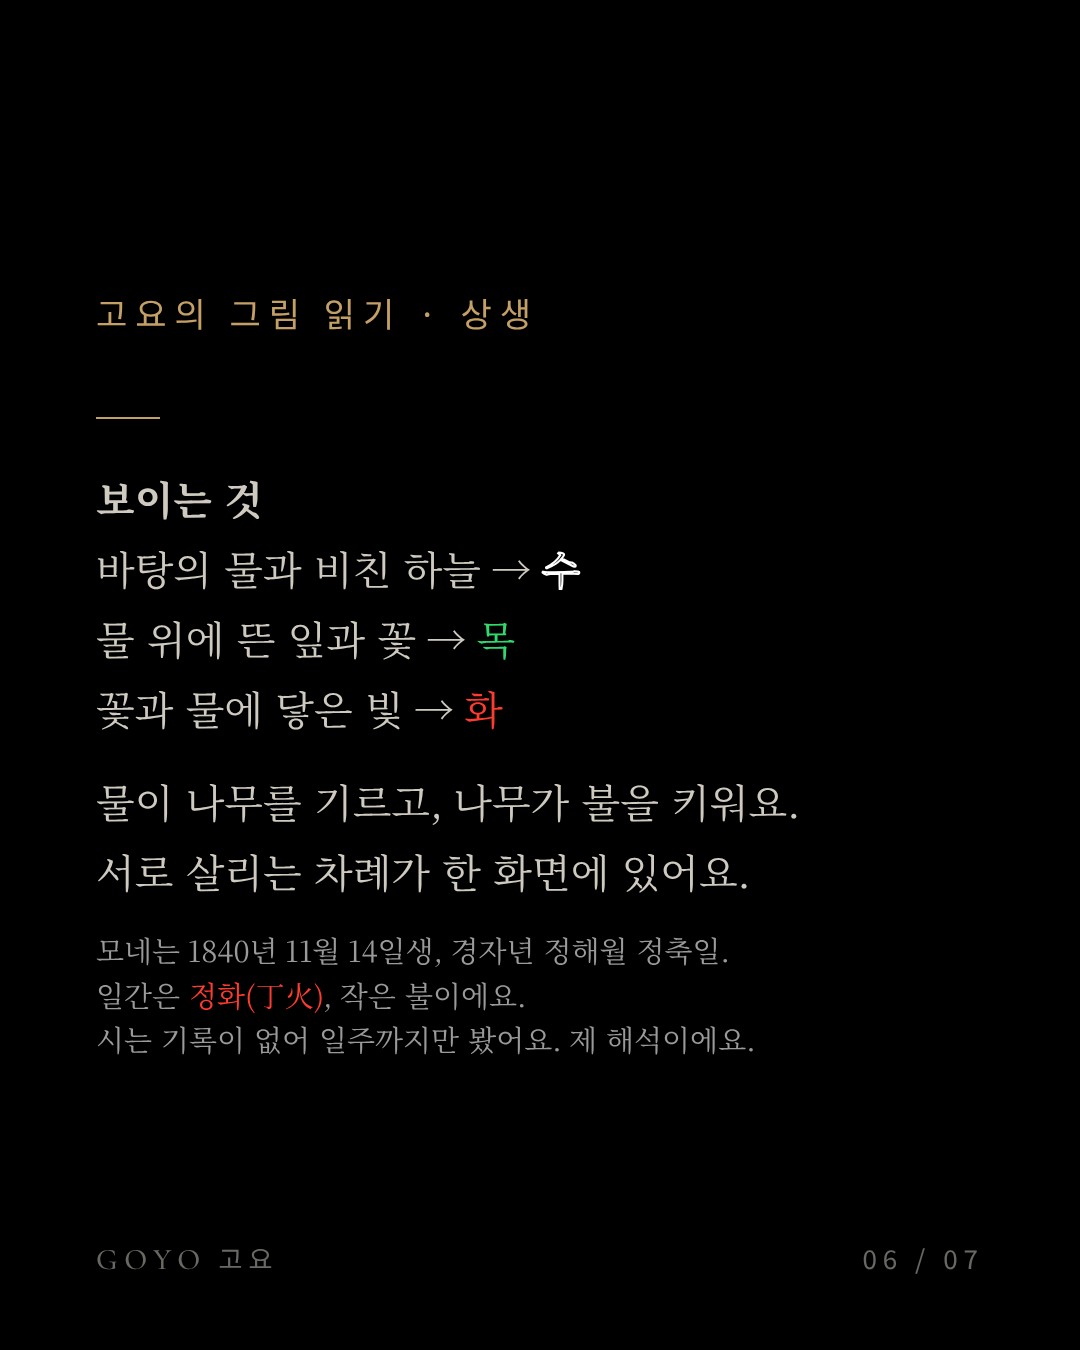 고요의 그림 읽기 · 상생
보이는 것
바탕의 물과 비친 하늘 → 수
물 위에 뜬 잎과 꽃 → 목
꽃과 물에 닿은 빛 → 화
물이 나무를 기르고, 나무가 불을 키워요.
서로 살리는 차례가 한 화면에 있어요.
모네는 1840년 11월 14일생, 경자년 정해월 정축일.
일간은 정화(丁火), 작은 불이에요.
시는 기록이 없어 일주까지만 봤어요. 제 해석이에요.
GOYO 고요
06 / 07